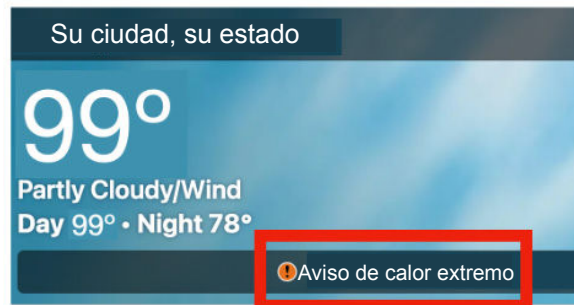 Su ciudad, su estado
99°
Partly Cloudy/Wind
Day 99° • Night 78°
Aviso de calor extremo